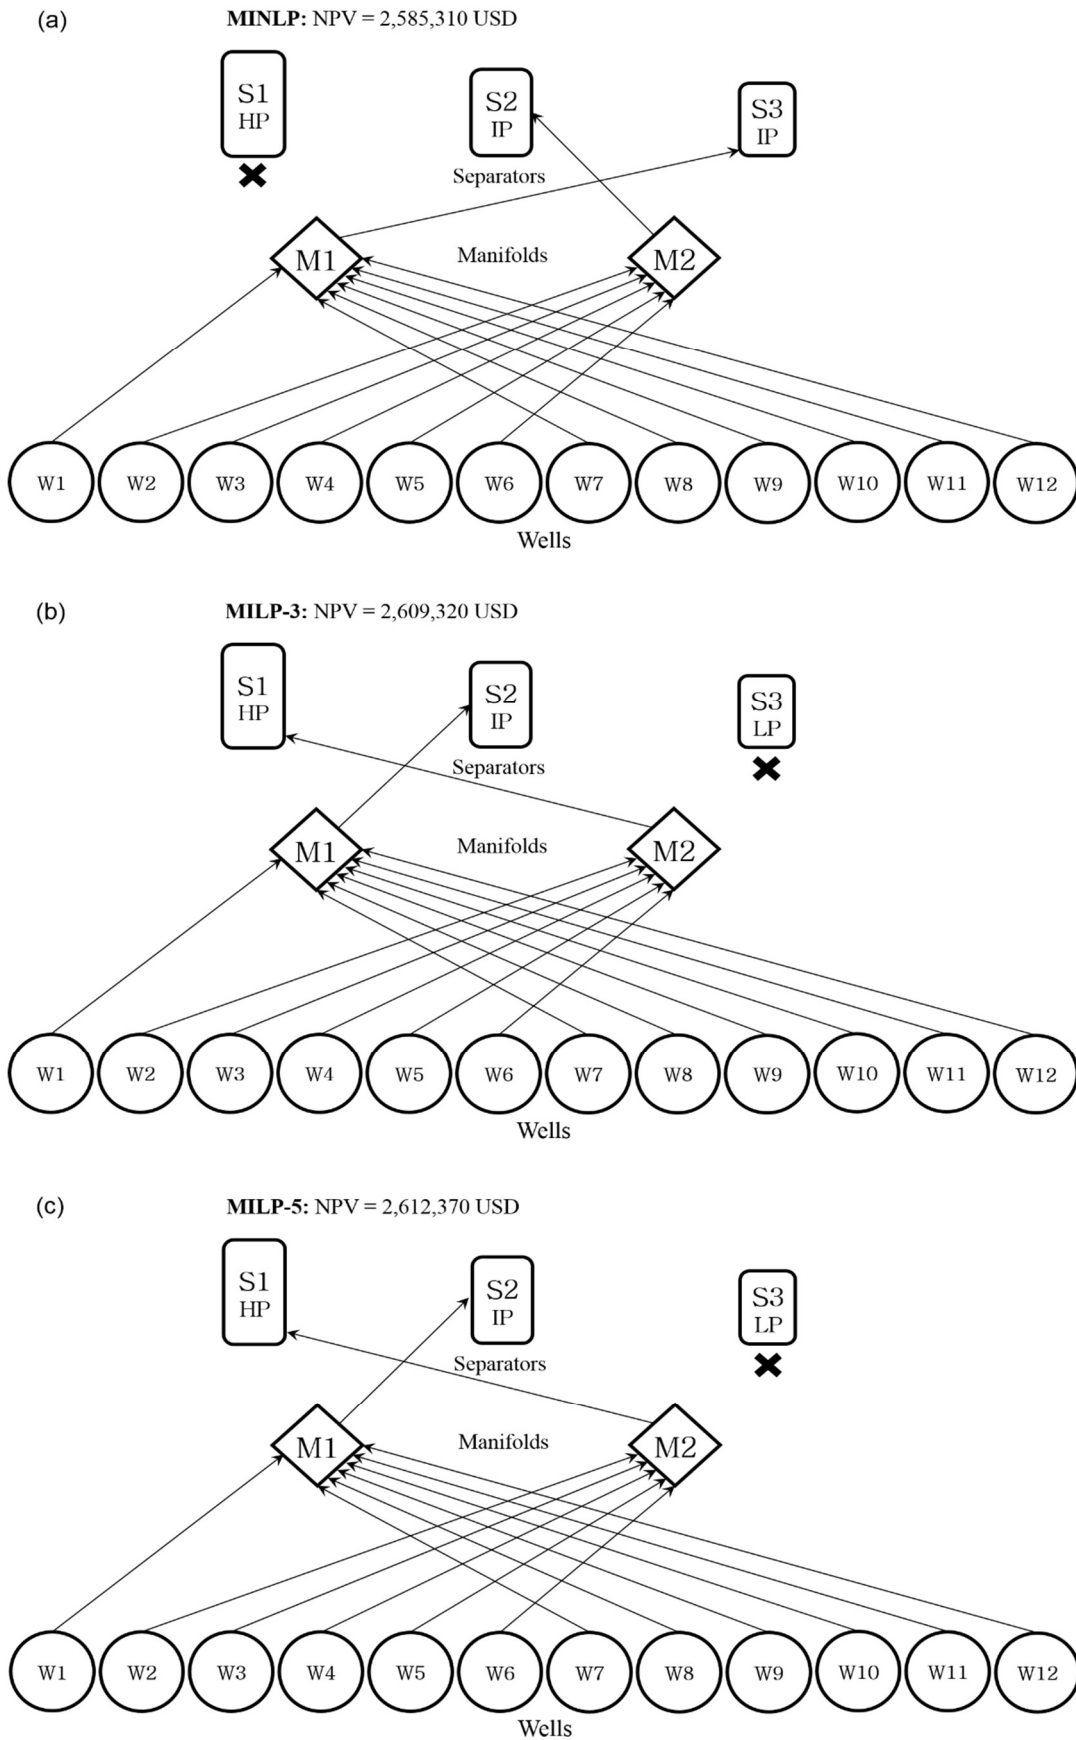 (a)
MINLP: NPV = 2,585,310 USD
S1
HP
S2
IP
S3
IP
Separators
M1
Manifolds
M2
W1 W2 W3 W4 W5 W6 W7 W8 W9 W10 W11 W12
Wells
(b)
MILP-3: NPV = 2,609,320 USD
S1
HP
S2
IP
S3
LP
Separators
M1
Manifolds
M2
W1 W2 W3 W4 W5 W6 W7 W8 W9 W10 W11 W12
Wells
(c)
MILP-5: NPV = 2,612,370 USD
S1
HP
S2
IP
S3
LP
Separators
M1
Manifolds
M2
W1 W2 W3 W4 W5 W6 W7 W8 W9 W10 W11 W12
Wells